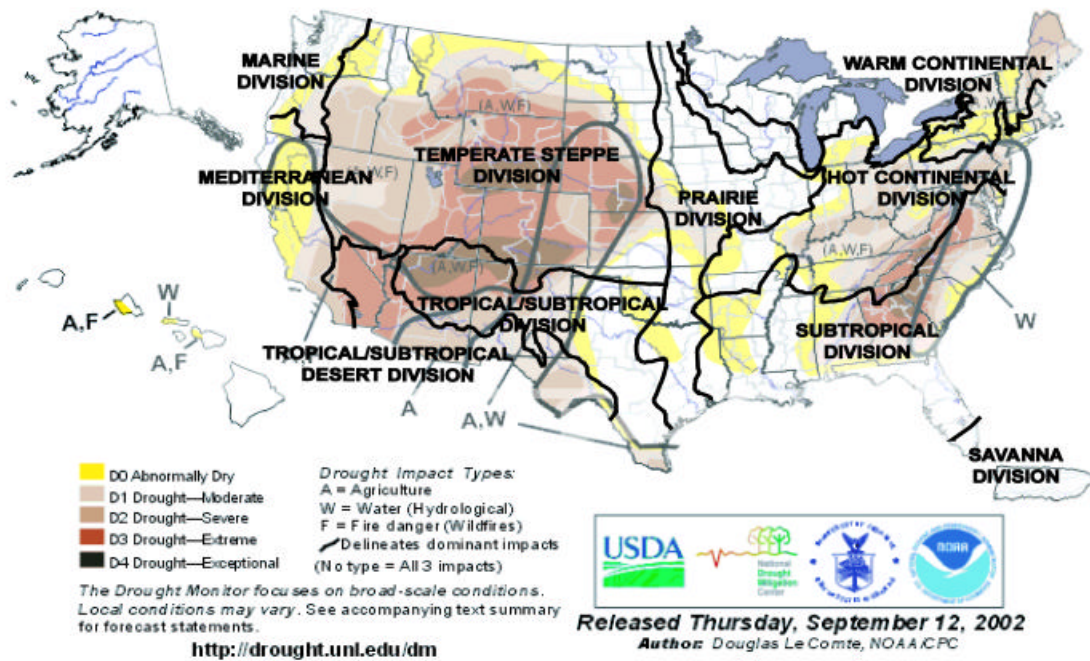 MARINE
DIVISION
WARM CONTINENTAL
DIVISION
(A,W,F)
(A,W,F)
TEMPERATE STEPPE
DIVISION
MEDITERRANEAN
DIVISION
(A,W,F)
HOT CONTINENTAL
DIVISION
PRAIRIE
DIVISION
(A,W,F)
(A,W,F)
TROPICAL/SUBTROPICAL
DIVISION
W
A,F
A,F
SUBTROPICAL
DIVISION
W
TROPICAL/SUBTROPICAL
DESERT DIVISION
A
A,W
SAVANNA
DIVISION
D0 Abnormally Dry
D1 Drought—Moderate
D2 Drought—Severe
D3 Drought—Extreme
D4 Drought—Exceptional
Drought Impact Types:
A = Agriculture
W = Water (Hydrological)
F = Fire danger (Wildfires)
Delineates dominant impacts
(No type = All 3 impacts)
The Drought Monitor focuses on broad-scale conditions.
Local conditions may vary. See accompanying text summary
for forecast statements.
http://drought.unl.edu/dm
USDA
National
Drought
Mitigation
Center
NOAA
Released Thursday, September 12, 2002
Author: Douglas Le Comte, NOAA/CPC